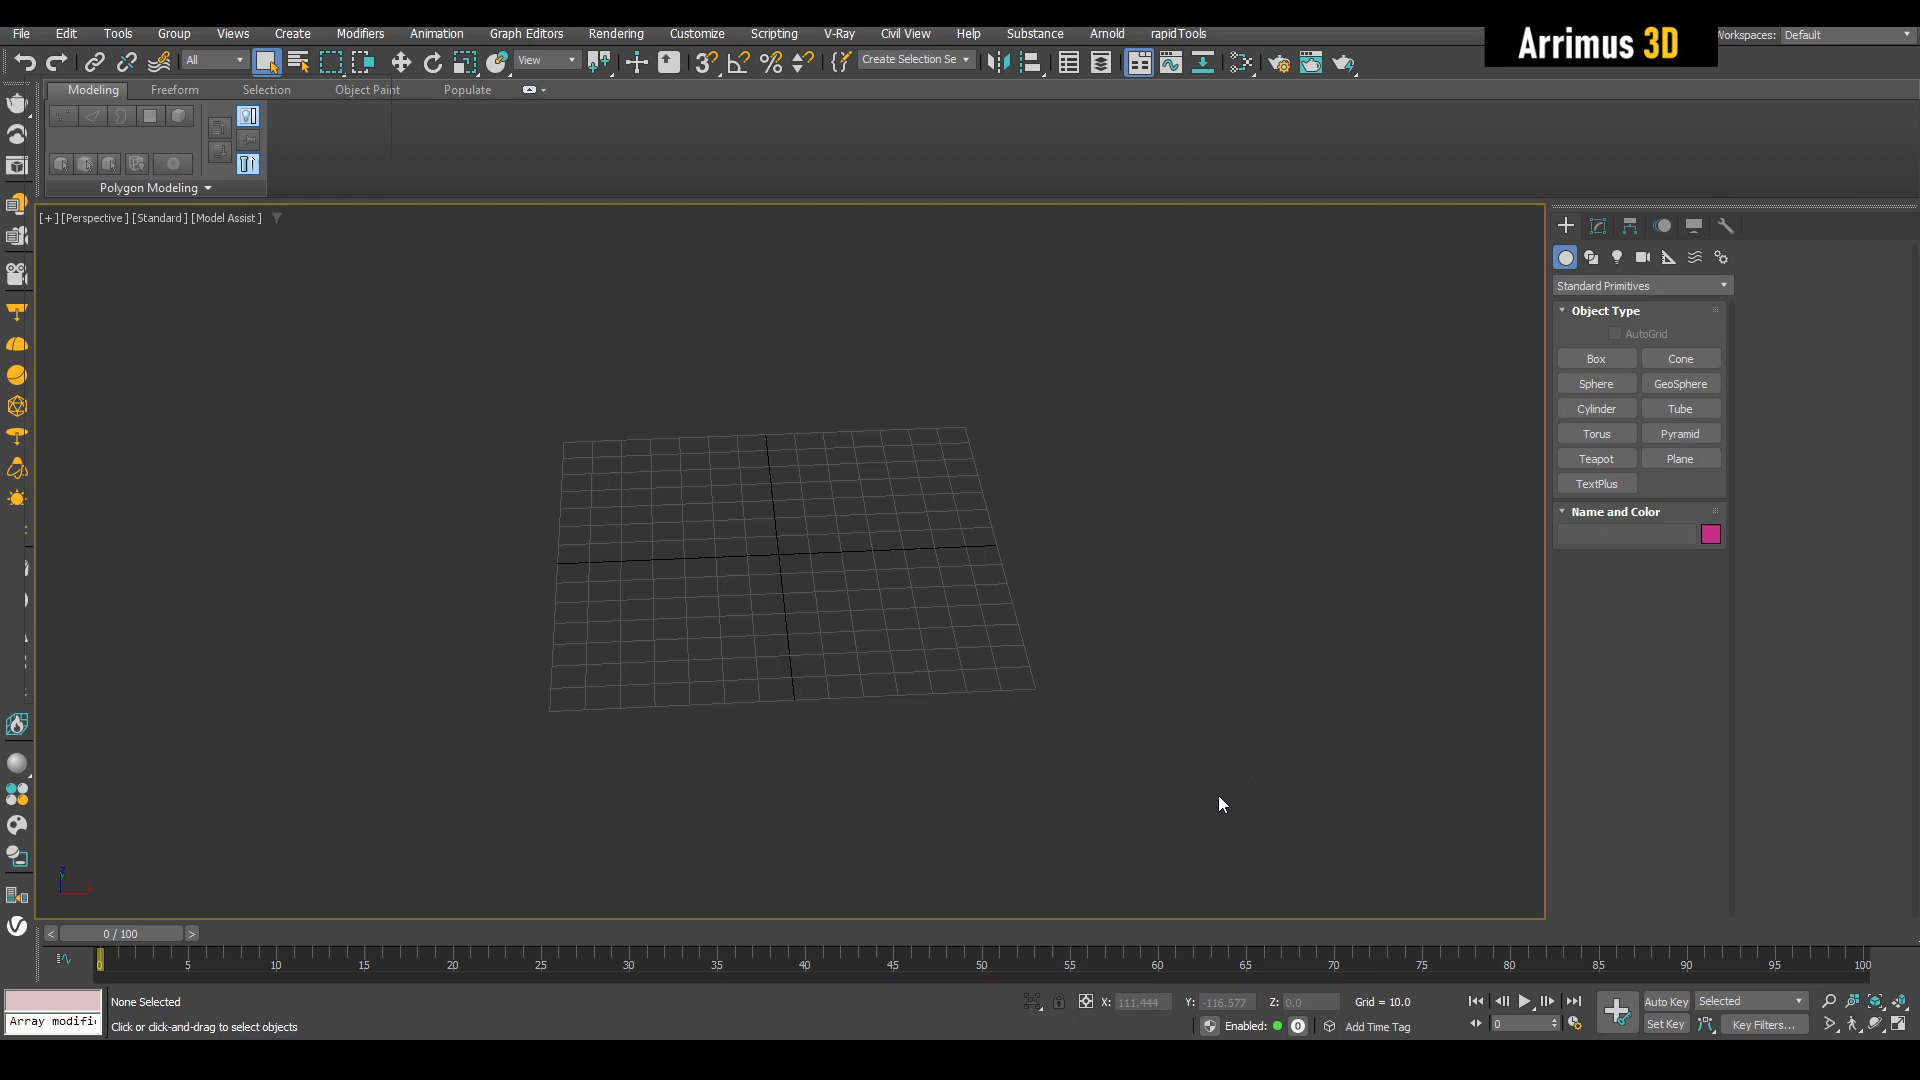 File Edit Tools Group Views Create Modifiers Animation Graph Editors Rendering Customize Scripting V-Ray Civil View Help Substance Arnold rapidTools
Arrimus 3D
Workspaces: Default
All
View
Create Selection Se
Modeling Freeform Selection Object Paint Populate
Polygon Modeling
[+] [Perspective ] [Standard ] [Model Assist ]
Standard Primitives
Object Type
AutoGrid
Box Cone
Sphere GeoSphere
Cylinder Tube
Torus Pyramid
Teapot Plane
TextPlus
Name and Color
< 0 / 100 >
0 5 10 15 20 25 30 35 40 45 50 55 60 65 70 75 80 85 90 95 100
None Selected
X: 111.444 Y: -116.577 Z: 0.0 Grid = 10.0
Auto Key Selected
Array modifi
Click or click-and-drag to select objects
Enabled: 0 Add Time Tag
0
Set Key Key Filters...